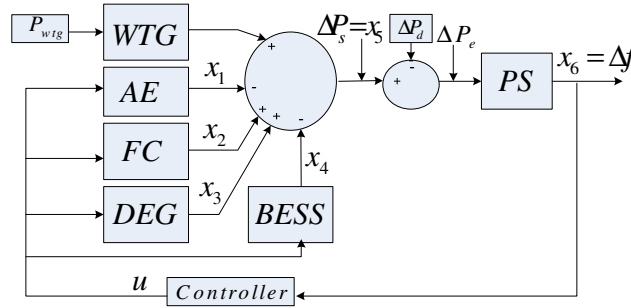 P_wtg
WTG
+
ΔP_s = x_5
ΔP_d
ΔP_e
x_6 = Δf
-
+
PS
AE
x_1
-
FC
x_2
+
+
-
x_4
DEG
x_3
BESS
u
Controller